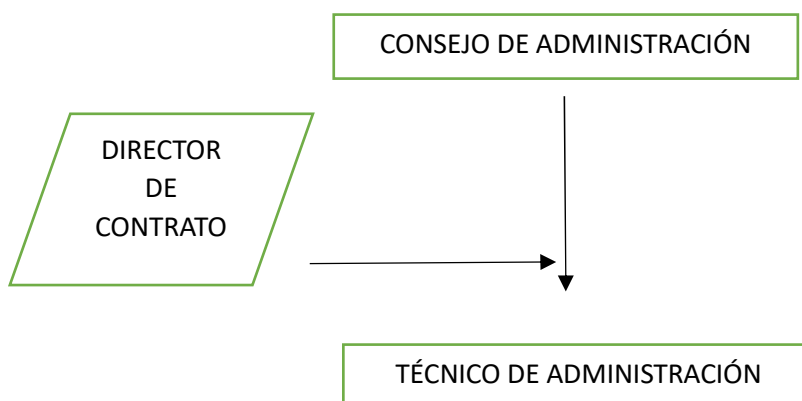 CONSEJO DE ADMINISTRACIÓN
DIRECTOR
DE
CONTRATO
TÉCNICO DE ADMINISTRACIÓN